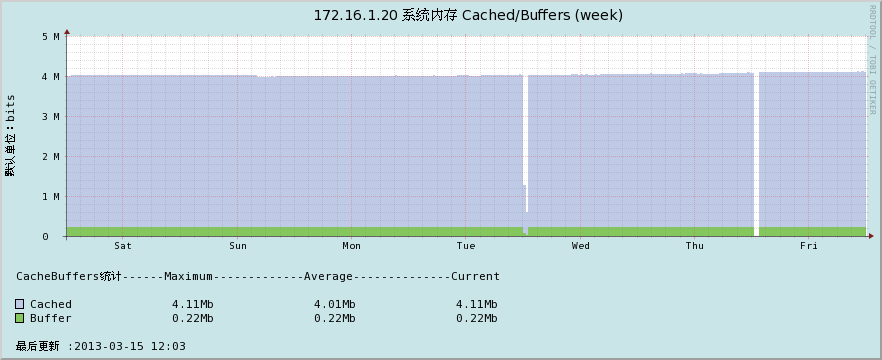 172.16.1.20 系统内存 Cached/Buffers (week)
RRDTOOL / TOBI OETIKER
默认单位：bits
5 M
4 M
3 M
2 M
1 M
0
Sat Sun Mon Tue Wed Thu Fri
CacheBuffers统计------Maximum-------------Average--------------Current
Cached 4.11Mb 4.01Mb 4.11Mb
Buffer 0.22Mb 0.22Mb 0.22Mb
最后更新 :2013-03-15 12:03